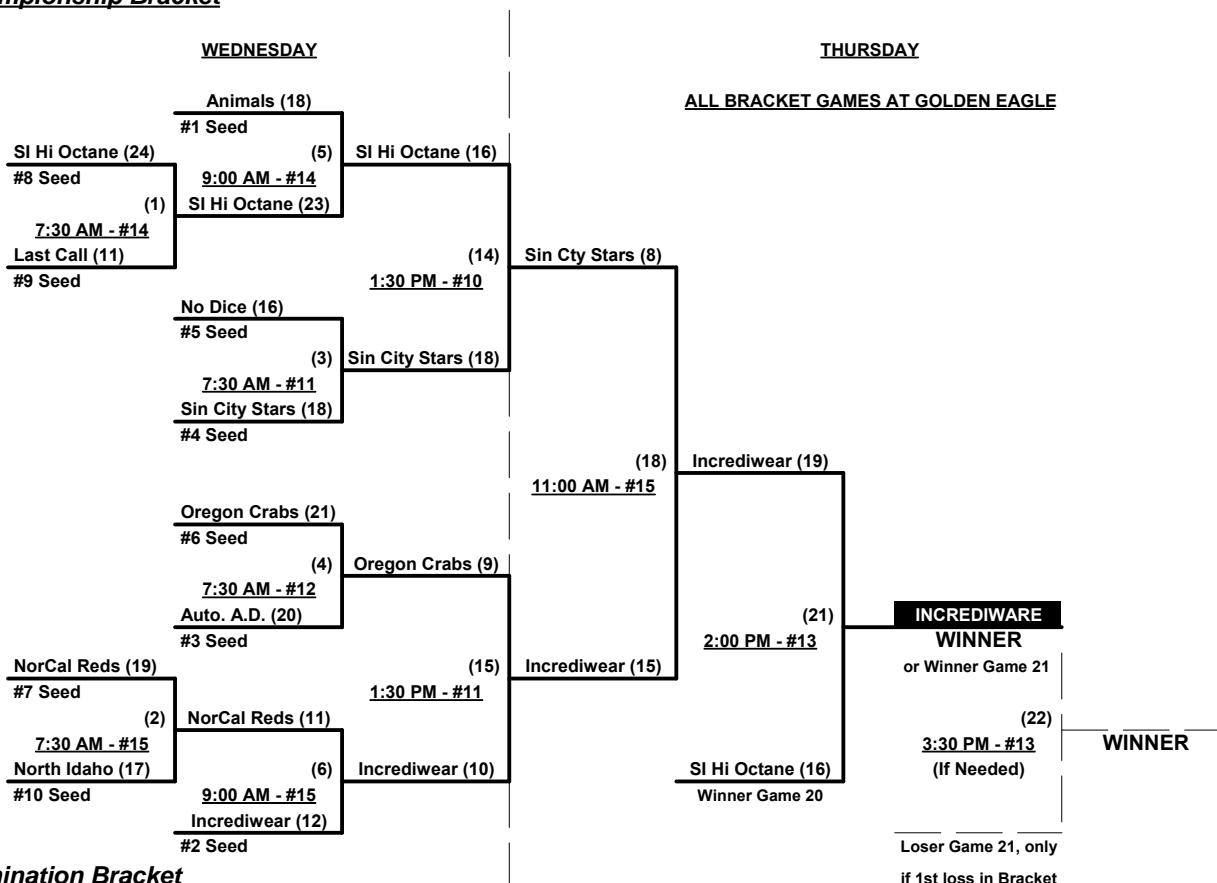 mpionship Bracket
WEDNESDAY
THURSDAY
Animals (18)
ALL BRACKET GAMES AT GOLDEN EAGLE
#1 Seed
SI Hi Octane (24)
(5)
SI Hi Octane (16)
#8 Seed
9:00 AM - #14
(1)
SI Hi Octane (23)
7:30 AM - #14
Last Call (11)
(14)
Sin Cty Stars (8)
#9 Seed
1:30 PM - #10
No Dice (16)
#5 Seed
(3)
Sin City Stars (18)
7:30 AM - #11
Sin City Stars (18)
#4 Seed
(18)
Incrediwear (19)
11:00 AM - #15
Oregon Crabs (21)
#6 Seed
(4)
Oregon Crabs (9)
7:30 AM - #12
Auto. A.D. (20)
(21)
INCREDIWARE
#3 Seed
2:00 PM - #13
WINNER
NorCal Reds (19)
(15)
Incrediwear (15)
or Winner Game 21
#7 Seed
1:30 PM - #11
(2)
NorCal Reds (11)
(22)
7:30 AM - #15
3:30 PM - #13
WINNER
North Idaho (17)
(6)
Incrediwear (10)
SI Hi Octane (16)
(If Needed)
#10 Seed
9:00 AM - #15
Winner Game 20
Incrediwear (12)
#2 Seed
Loser Game 21, only
mination Bracket
if 1st loss in Bracket